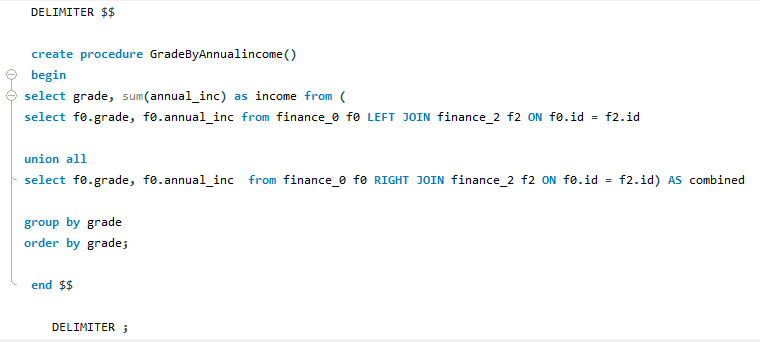 DELIMITER $$
create procedure GradeByAnnualincome()
begin
select grade, sum(annual_inc) as income from (
select f0.grade, f0.annual_inc from finance_0 f0 LEFT JOIN finance_2 f2 ON f0.id = f2.id
union all
select f0.grade, f0.annual_inc  from finance_0 f0 RIGHT JOIN finance_2 f2 ON f0.id = f2.id) AS combined
group by grade
order by grade;
end $$
DELIMITER ;